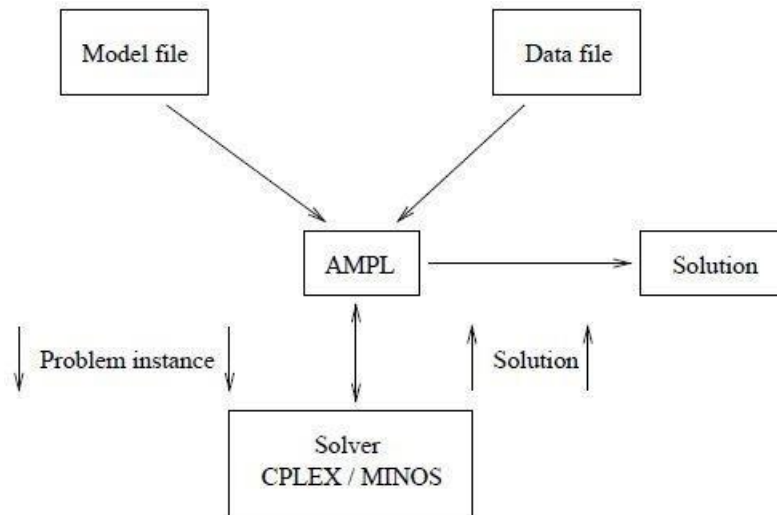 Model file
Data file
AMPL
Solution
Problem instance
Solution
Solver
CPLEX / MINOS